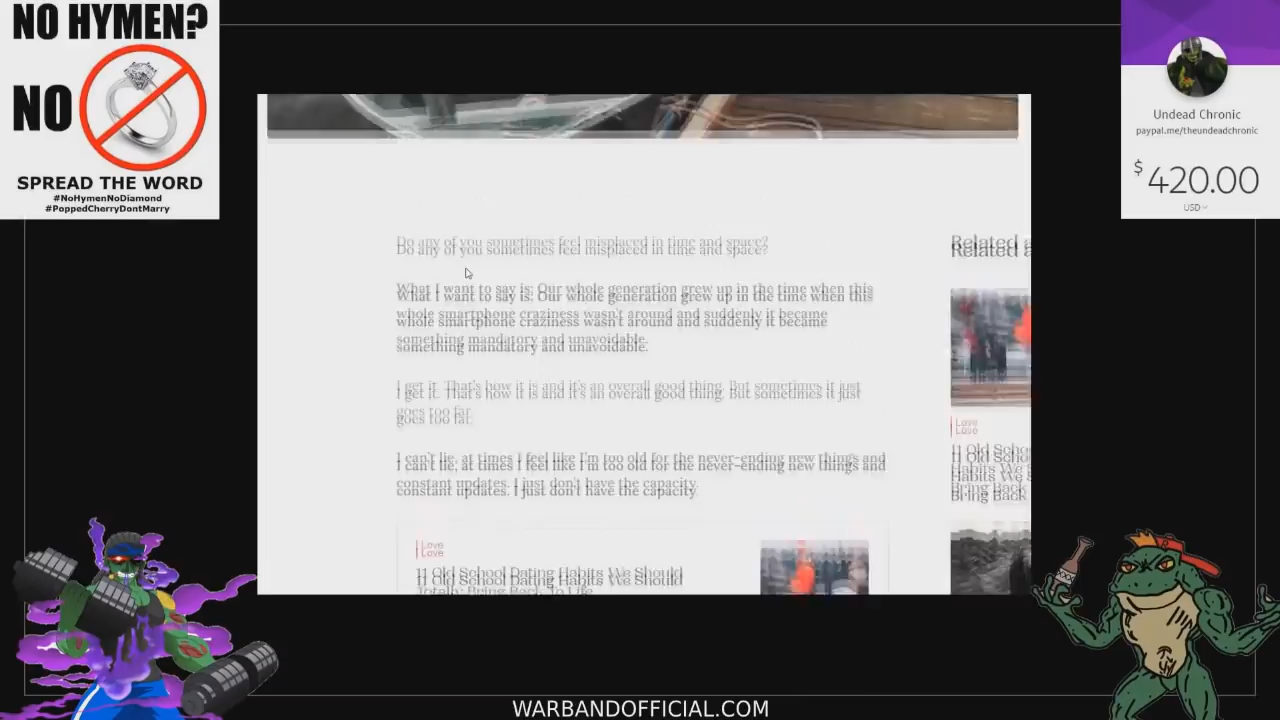 NO HYMEN?
NO
SPREAD THE WORD
#NoHymenNoDiamond
#PoppedCherryDontMarry
Undead Chronic
paypal.me/theundeadchronic
$420.00
USD
Do any of you sometimes feel misplaced in time and space?
What I want to say is: Our whole generation grew up in the time when this
whole smartphone craziness wasn't around and suddenly it became
something mandatory and unavoidable.
I get it. That's how it is and it's an overall good thing. But sometimes it just
goes too far.
I can't lie, at times I feel like I'm too old for the never-ending new things and
constant updates. I just don't have the capacity.
Love
11 Old School Dating Habits We Should
Totally Bring Back To Life
Related a
Love
11 Old Scho
Habits We S
Bring Back
WARBANDOFFICIAL.COM